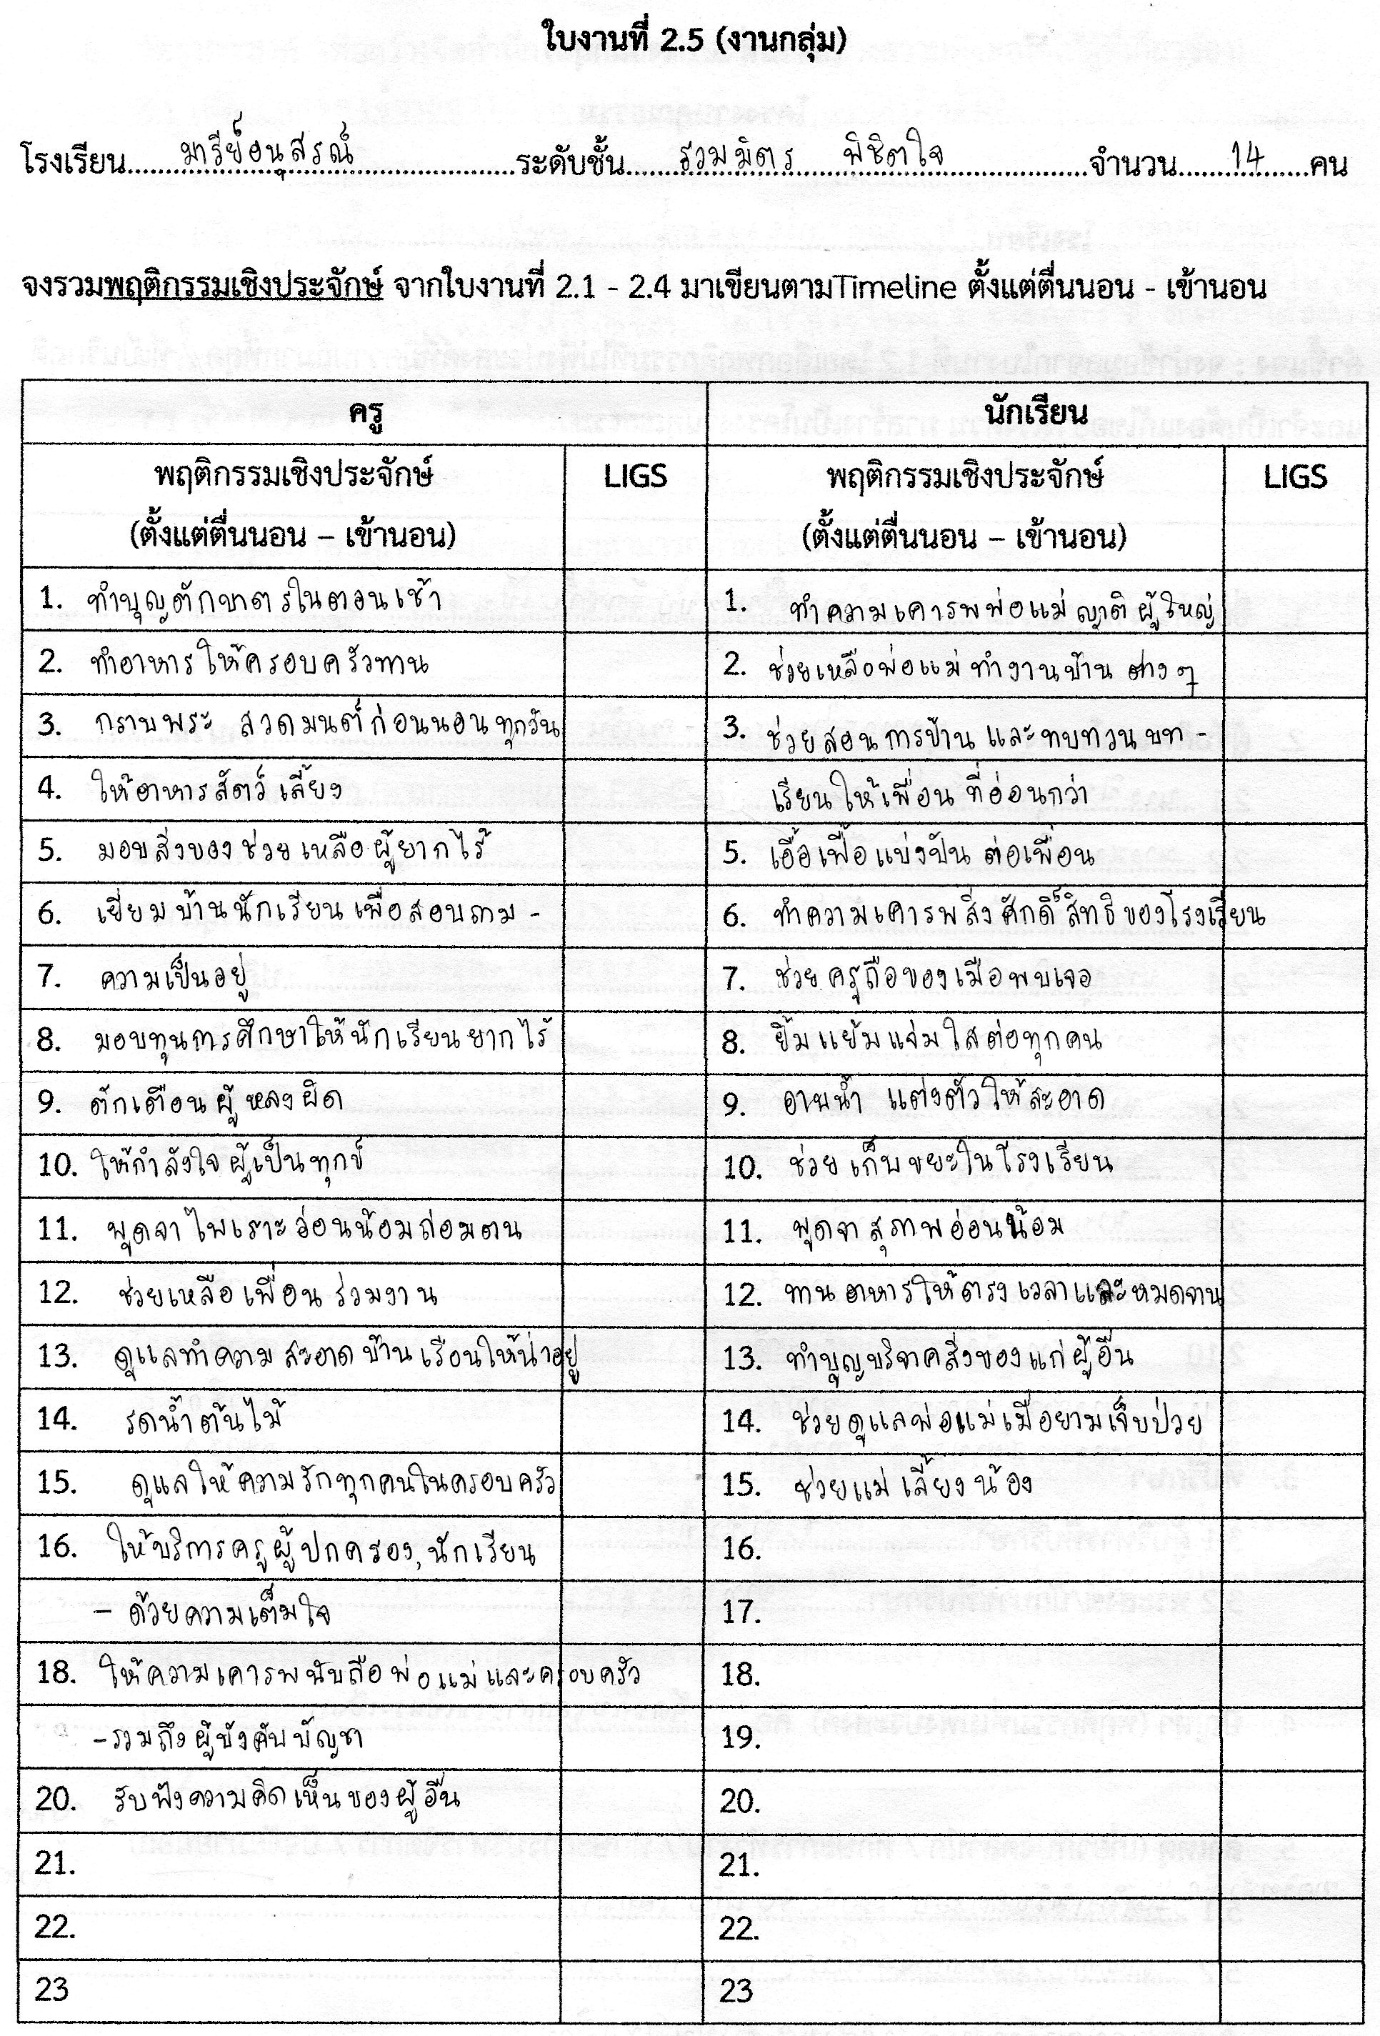 ใบงานที่ 2.5 (งานกลุ่ม)
โรงเรียน มารีย์อนุสรณ์ ระดับชั้น รวมมิตร พิชิตใจ จำนวน 14 คน
จงรวมพฤติกรรมเชิงประจักษ์ จากใบงานที่ 2.1 - 2.4 มาเขียนตามTimeline ตั้งแต่ตื่นนอน - เข้านอน
ครู นักเรียน
พฤติกรรมเชิงประจักษ์ LIGS พฤติกรรมเชิงประจักษ์ LIGS
(ตั้งแต่ตื่นนอน – เข้านอน) (ตั้งแต่ตื่นนอน – เข้านอน)
1. ทำบุญตักบาตรในตอนเช้า 1. ทำความเคารพพ่อแม่ ญาติ ผู้ใหญ่
2. ทำอาหารให้ครอบครัวทาน 2. ช่วยเหลือพ่อแม่ ทำงานบ้าน ต่างๆ
3. กราบพระ สวดมนต์ก่อนนอนทุกวัน 3. ช่วยสอนการบ้าน และทบทวนบท -
4. ให้อาหารสัตว์เลี้ยง เรียนให้เพื่อน ที่อ่อนกว่า
5. มอบสิ่งของช่วยเหลือผู้ยากไร้ 5. เอื้อเฟื้อแบ่งปัน ต่อเพื่อน
6. เยี่ยมบ้านนักเรียนเพื่อสอบถาม - 6. ทำความเคารพสิ่งศักดิ์สิทธิของโรงเรียน
7. ความเป็นอยู่ 7. ช่วยครูถือของเมื่อพบเจอ
8. มอบทุนการศึกษาให้นักเรียนยากไร้ 8. ยิ้มแย้มแจ่มใสต่อทุกคน
9. ตักเตือนผู้หลงผิด 9. อาบน้ำ แต่งตัวให้สะอาด
10. ให้กำลังใจผู้เป็นทุกข์ 10. ช่วยเก็บขยะในโรงเรียน
11. พูดจาไพเราะอ่อนน้อมถ่อมตน 11. พูดจาสุภาพอ่อนน้อม
12. ช่วยเหลือเพื่อนร่วมงาน 12. ทานอาหารให้ตรงเวลาและหมดจาน
13. ดูแลทำความสะอาดบ้านเรือนให้น่าอยู่ 13. ทำบุญบริจาคสิ่งของแก่ผู้อื่น
14. รดน้ำต้นไม้ 14. ช่วยดูแลพ่อแม่เมื่อยามเจ็บป่วย
15. ดูแลให้ความรักทุกคนในครอบครัว 15. ช่วยแม่เลี้ยงน้อง
16. ให้บริการครูผู้ปกครอง, นักเรียน 16.
- ด้วยความเต็มใจ 17.
18. ให้ความเคารพนับถือพ่อแม่และครอบครัว 18.
-รวมถึงผู้บังคับบัญชา 19.
20. รับฟังความคิดเห็นของผู้อื่น 20.
21. 21.
22. 22.
23 23